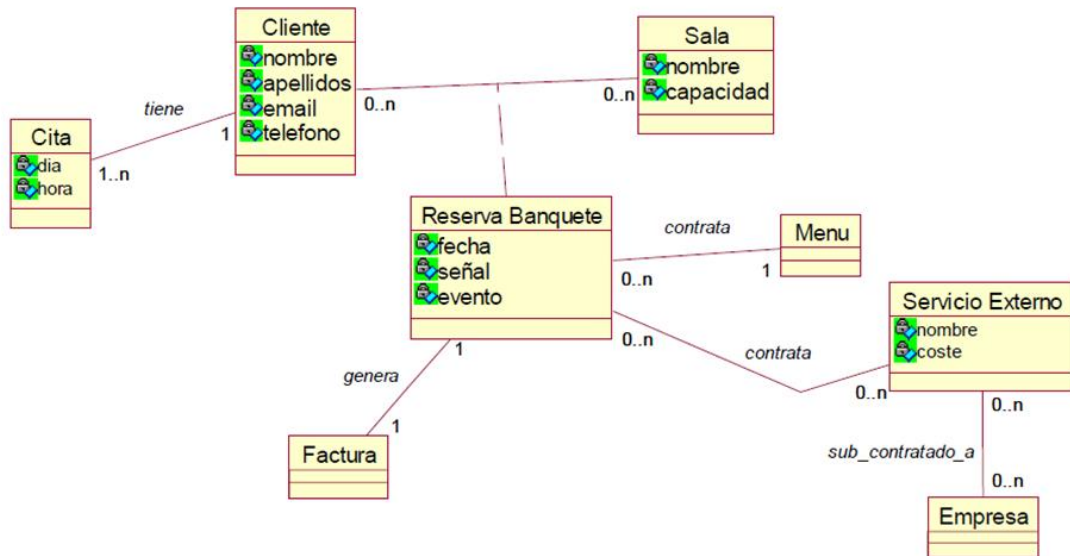 Cliente
nombre
apellidos
email
telefono
Sala
nombre
capacidad
0..n
0..n
tiene
1
1..n
Cita
dia
hora
Reserva Banquete
fecha
señal
evento
contrata
0..n
1
Menu
0..n
contrata
0..n
Servicio Externo
nombre
coste
1
genera
1
Factura
0..n
sub_contratado_a
0..n
Empresa